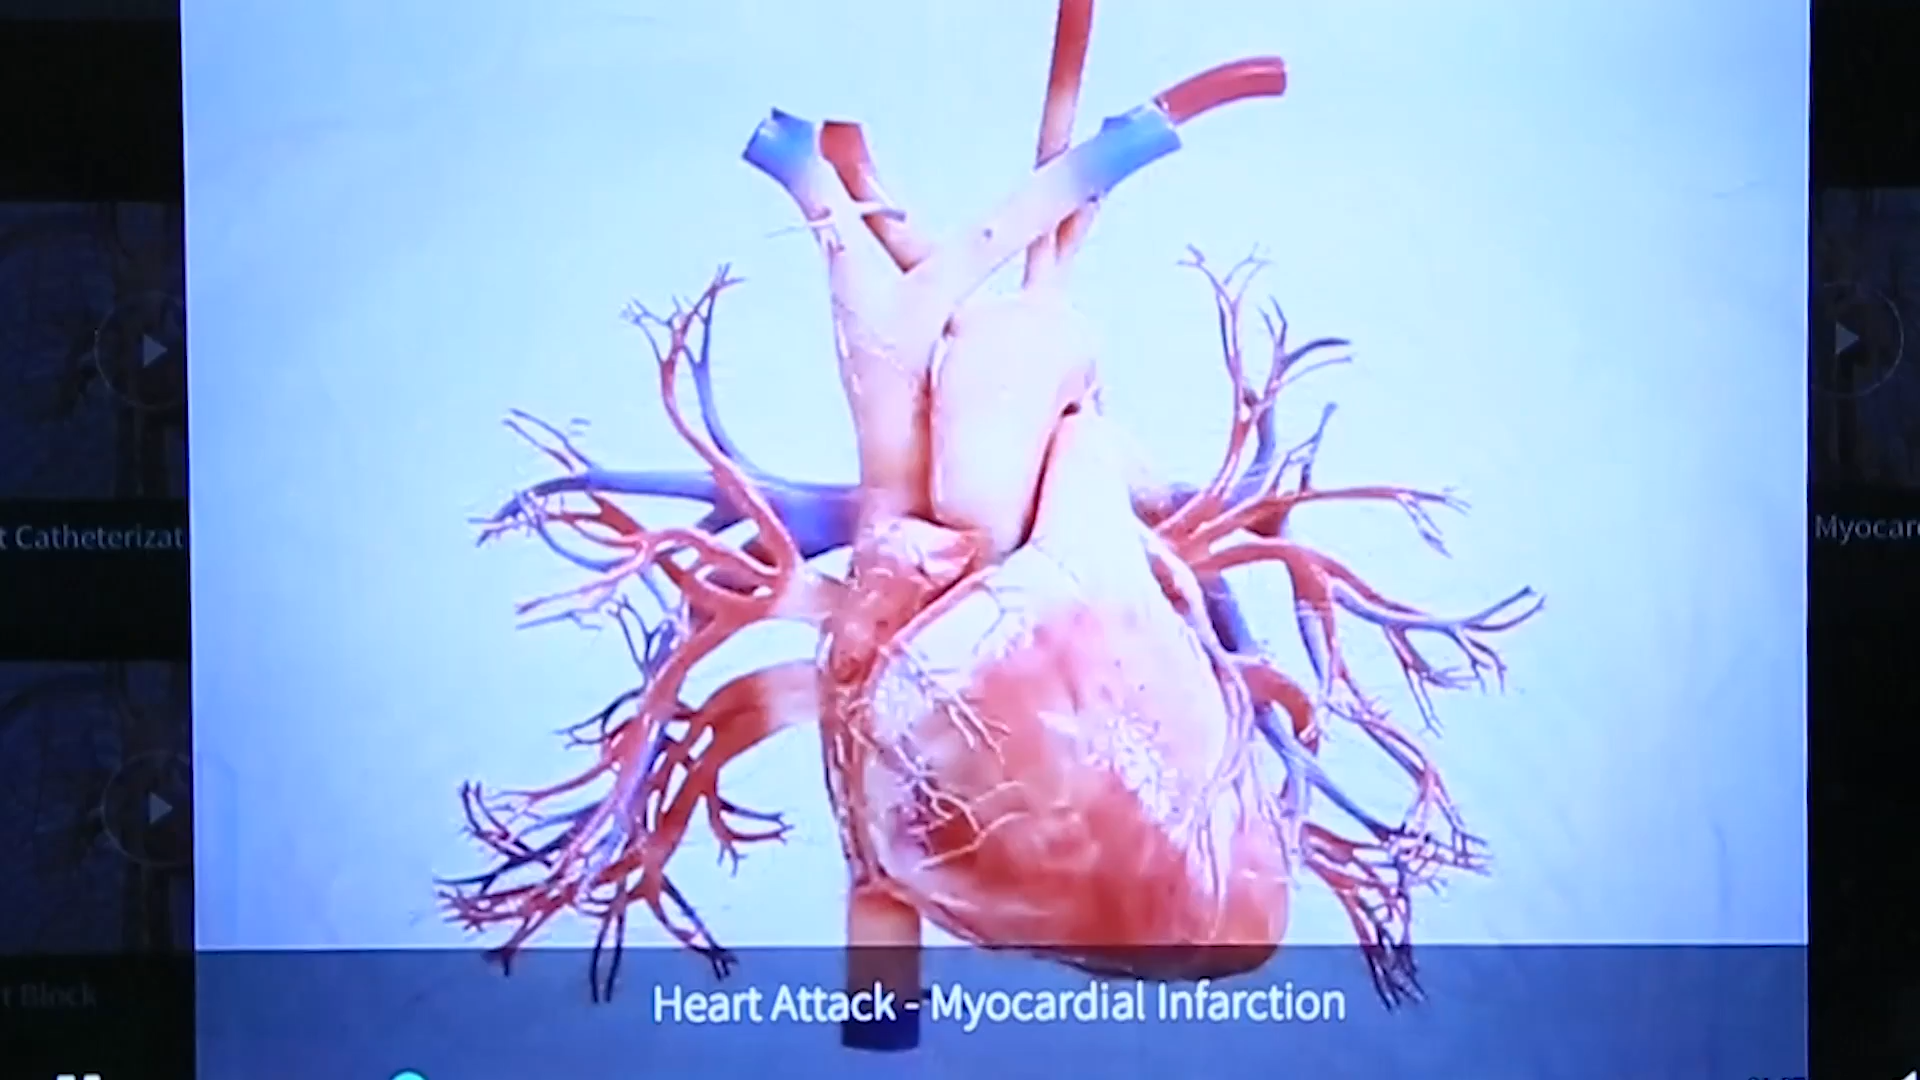 t Catheterizat
Myocar
t Block
Heart Attack - Myocardial Infarction